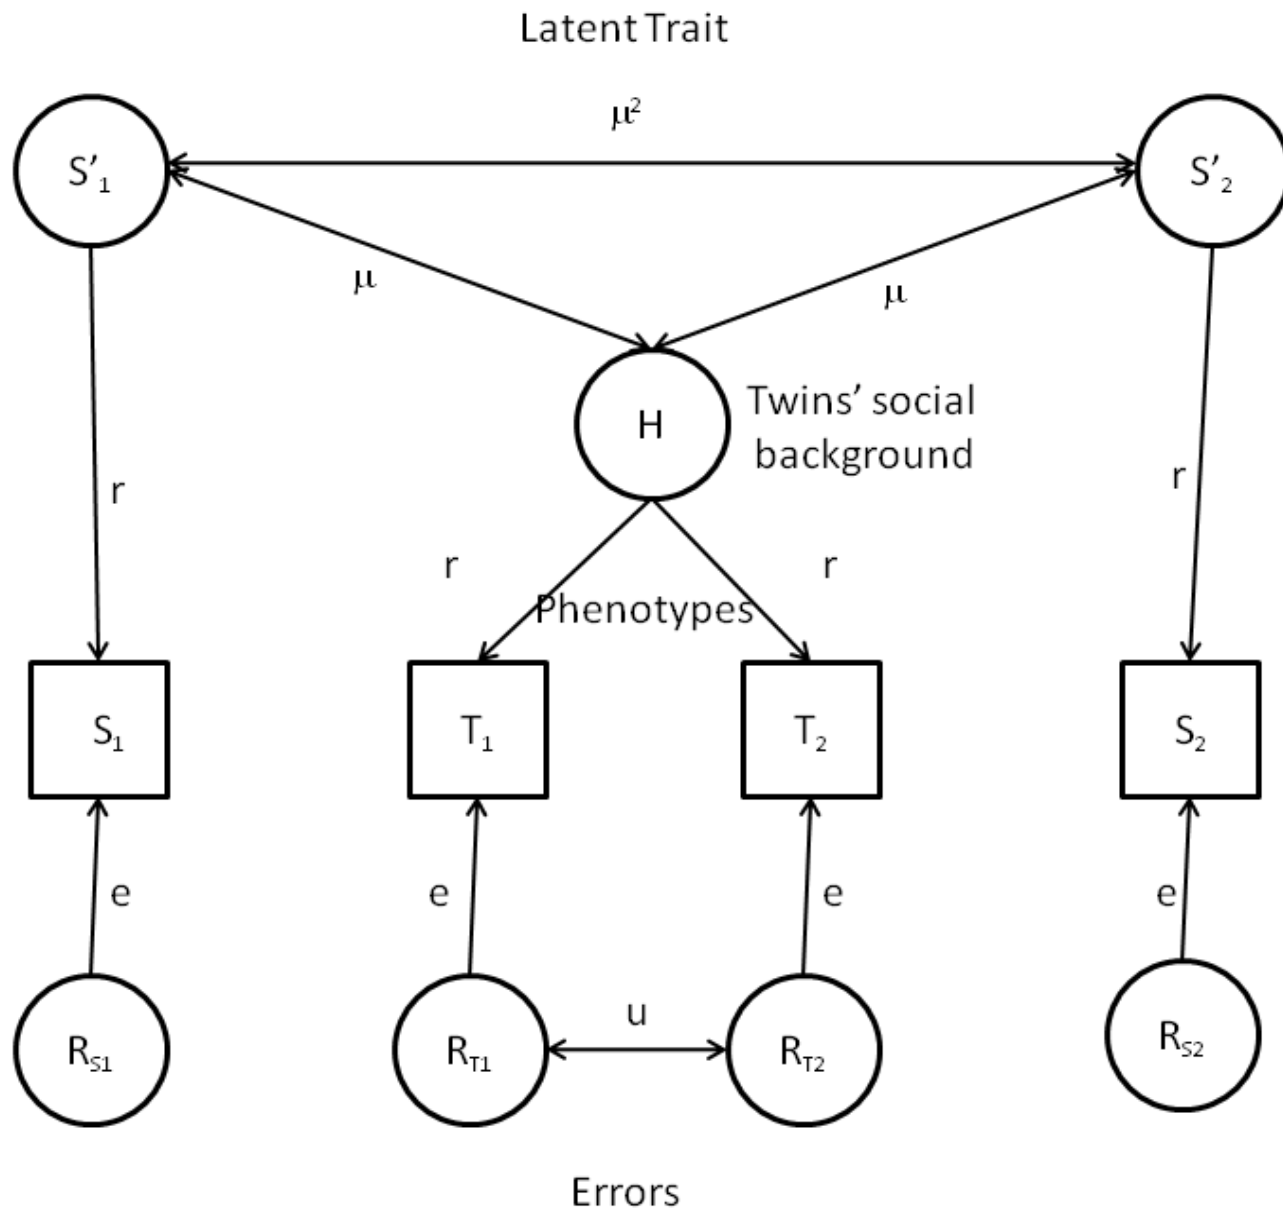 Latent Trait
μ²
S’₁
S’₂
μ
μ
H
Twins’ social
background
r
r
r
r
Phenotypes
S₁
T₁
T₂
S₂
e
e
e
e
u
R_S1
R_T1
R_T2
R_S2
Errors